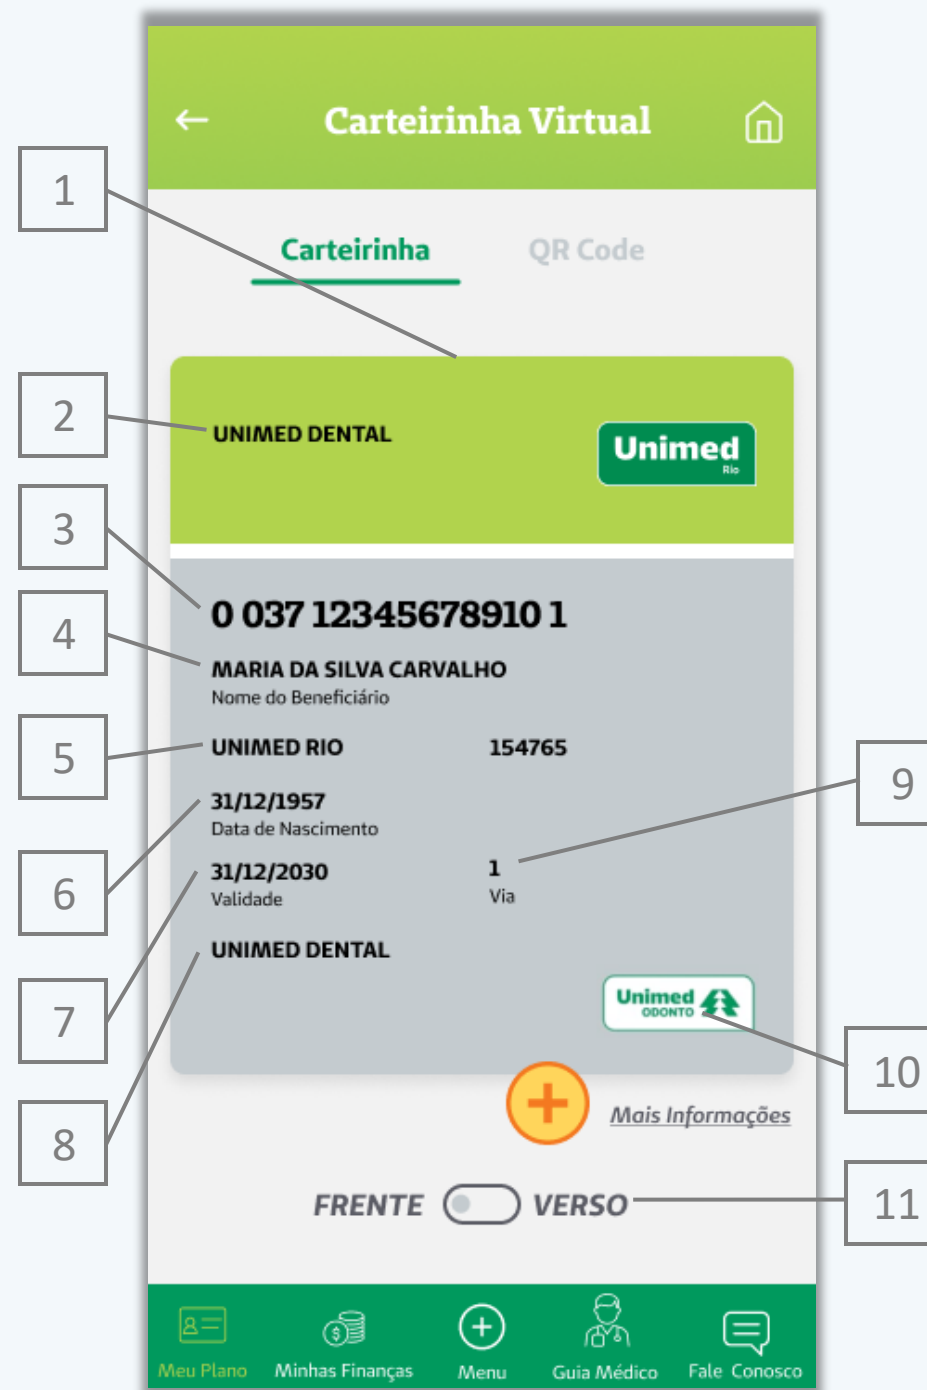 Carteirinha Virtual
1
Carteirinha QR Code
2
UNIMED DENTAL
Unimed
Rio
3
0 037 12345678910 1
4
MARIA DA SILVA CARVALHO
Nome do Beneficiário
5
UNIMED RIO 154765
9
31/12/1957
Data de Nascimento
6
31/12/2030 1
Validade Via
UNIMED DENTAL
7
Unimed
ODONTO
10
Mais Informações
8
FRENTE VERSO
11
Meu Plano Minhas Finanças Menu Guia Médico Fale Conosco